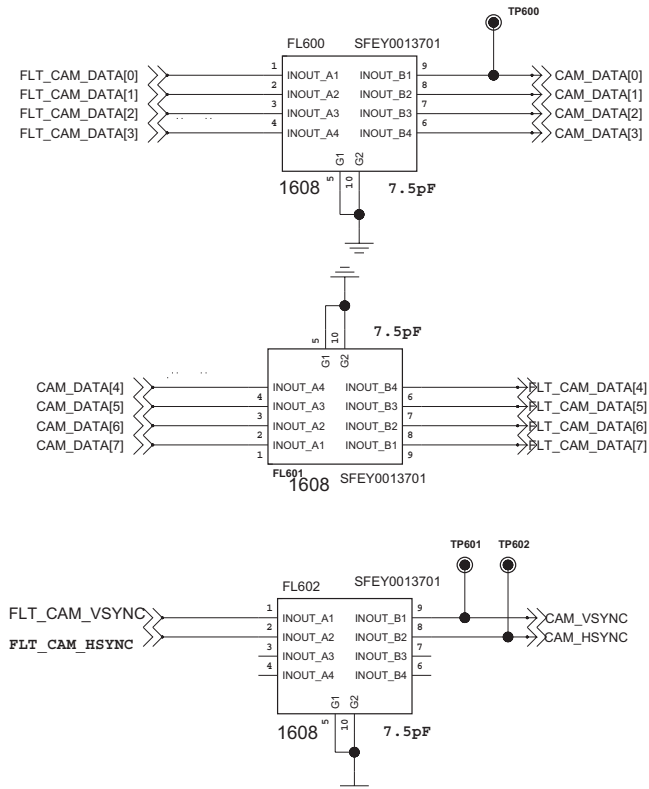 TP600
FL600 SFEY0013701
FLT_CAM_DATA[0] 1 INOUT_A1 INOUT_B1 9 CAM_DATA[0]
FLT_CAM_DATA[1] 2 INOUT_A2 INOUT_B2 8 CAM_DATA[1]
FLT_CAM_DATA[2] 3 INOUT_A3 INOUT_B3 7 CAM_DATA[2]
FLT_CAM_DATA[3] 4 INOUT_A4 INOUT_B4 6 CAM_DATA[3]
G1 G2
1608 5 10 7.5pF
5 10 7.5pF
G1 G2
CAM_DATA[4] INOUT_A4 INOUT_B4 FLT_CAM_DATA[4]
CAM_DATA[5] 4 INOUT_A3 INOUT_B3 6 FLT_CAM_DATA[5]
CAM_DATA[6] 3 INOUT_A2 INOUT_B2 7 FLT_CAM_DATA[6]
CAM_DATA[7] 2 INOUT_A1 INOUT_B1 8 FLT_CAM_DATA[7]
1 9
FL601 1608 SFEY0013701
TP601 TP602
FL602 SFEY0013701
FLT_CAM_VSYNC 1 INOUT_A1 INOUT_B1 9 CAM_VSYNC
FLT_CAM_HSYNC 2 INOUT_A2 INOUT_B2 8 CAM_HSYNC
3 INOUT_A3 INOUT_B3 7
4 INOUT_A4 INOUT_B4 6
G1 G2
1608 5 10 7.5pF